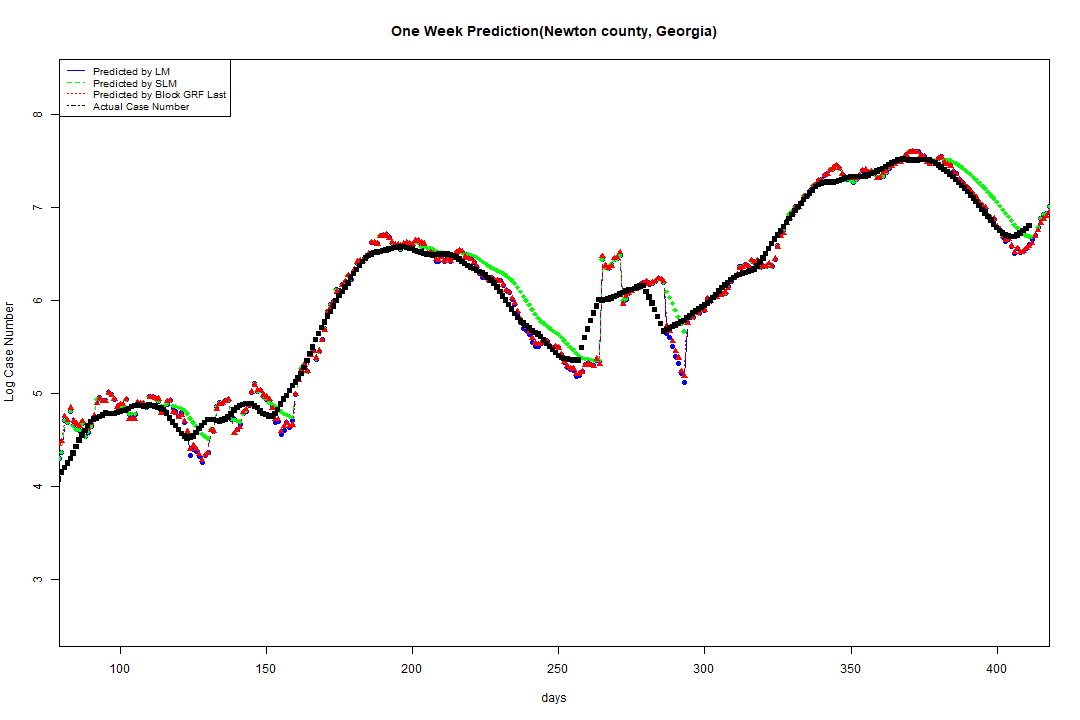 One Week Prediction(Newton county, Georgia)
Predicted by LM
Predicted by SLM
Predicted by Block GRF Last
Actual Case Number
8
7
6
5
4
3
Log Case Number
100 150 200 250 300 350 400
days